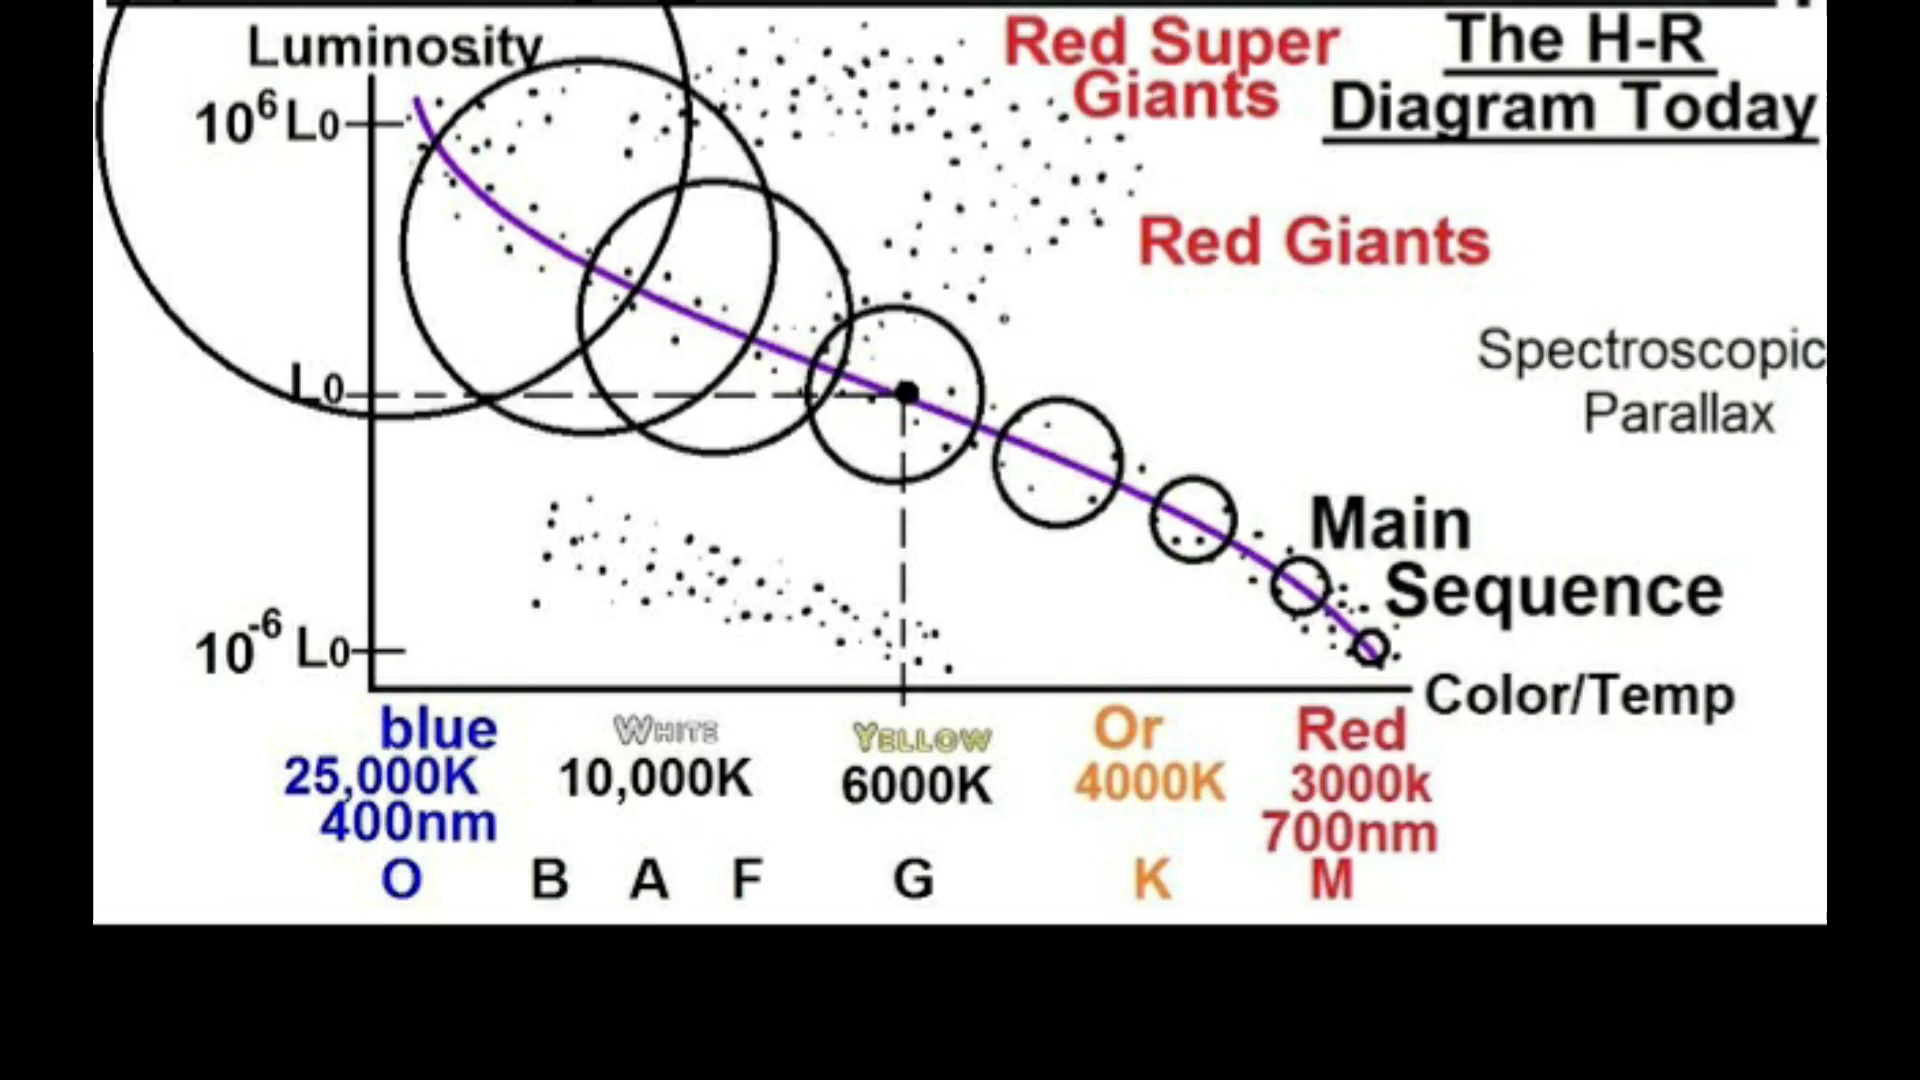 Luminosity
Red Super
Giants
The H-R
Diagram Today
10^6 L0
Red Giants
Spectroscopic
Parallax
L0
Main
Sequence
10^-6 L0
Color/Temp
blue WHITE YELLOW Or Red
25,000K 10,000K 6000K 4000K 3000k
400nm 700nm
O B A F G K M